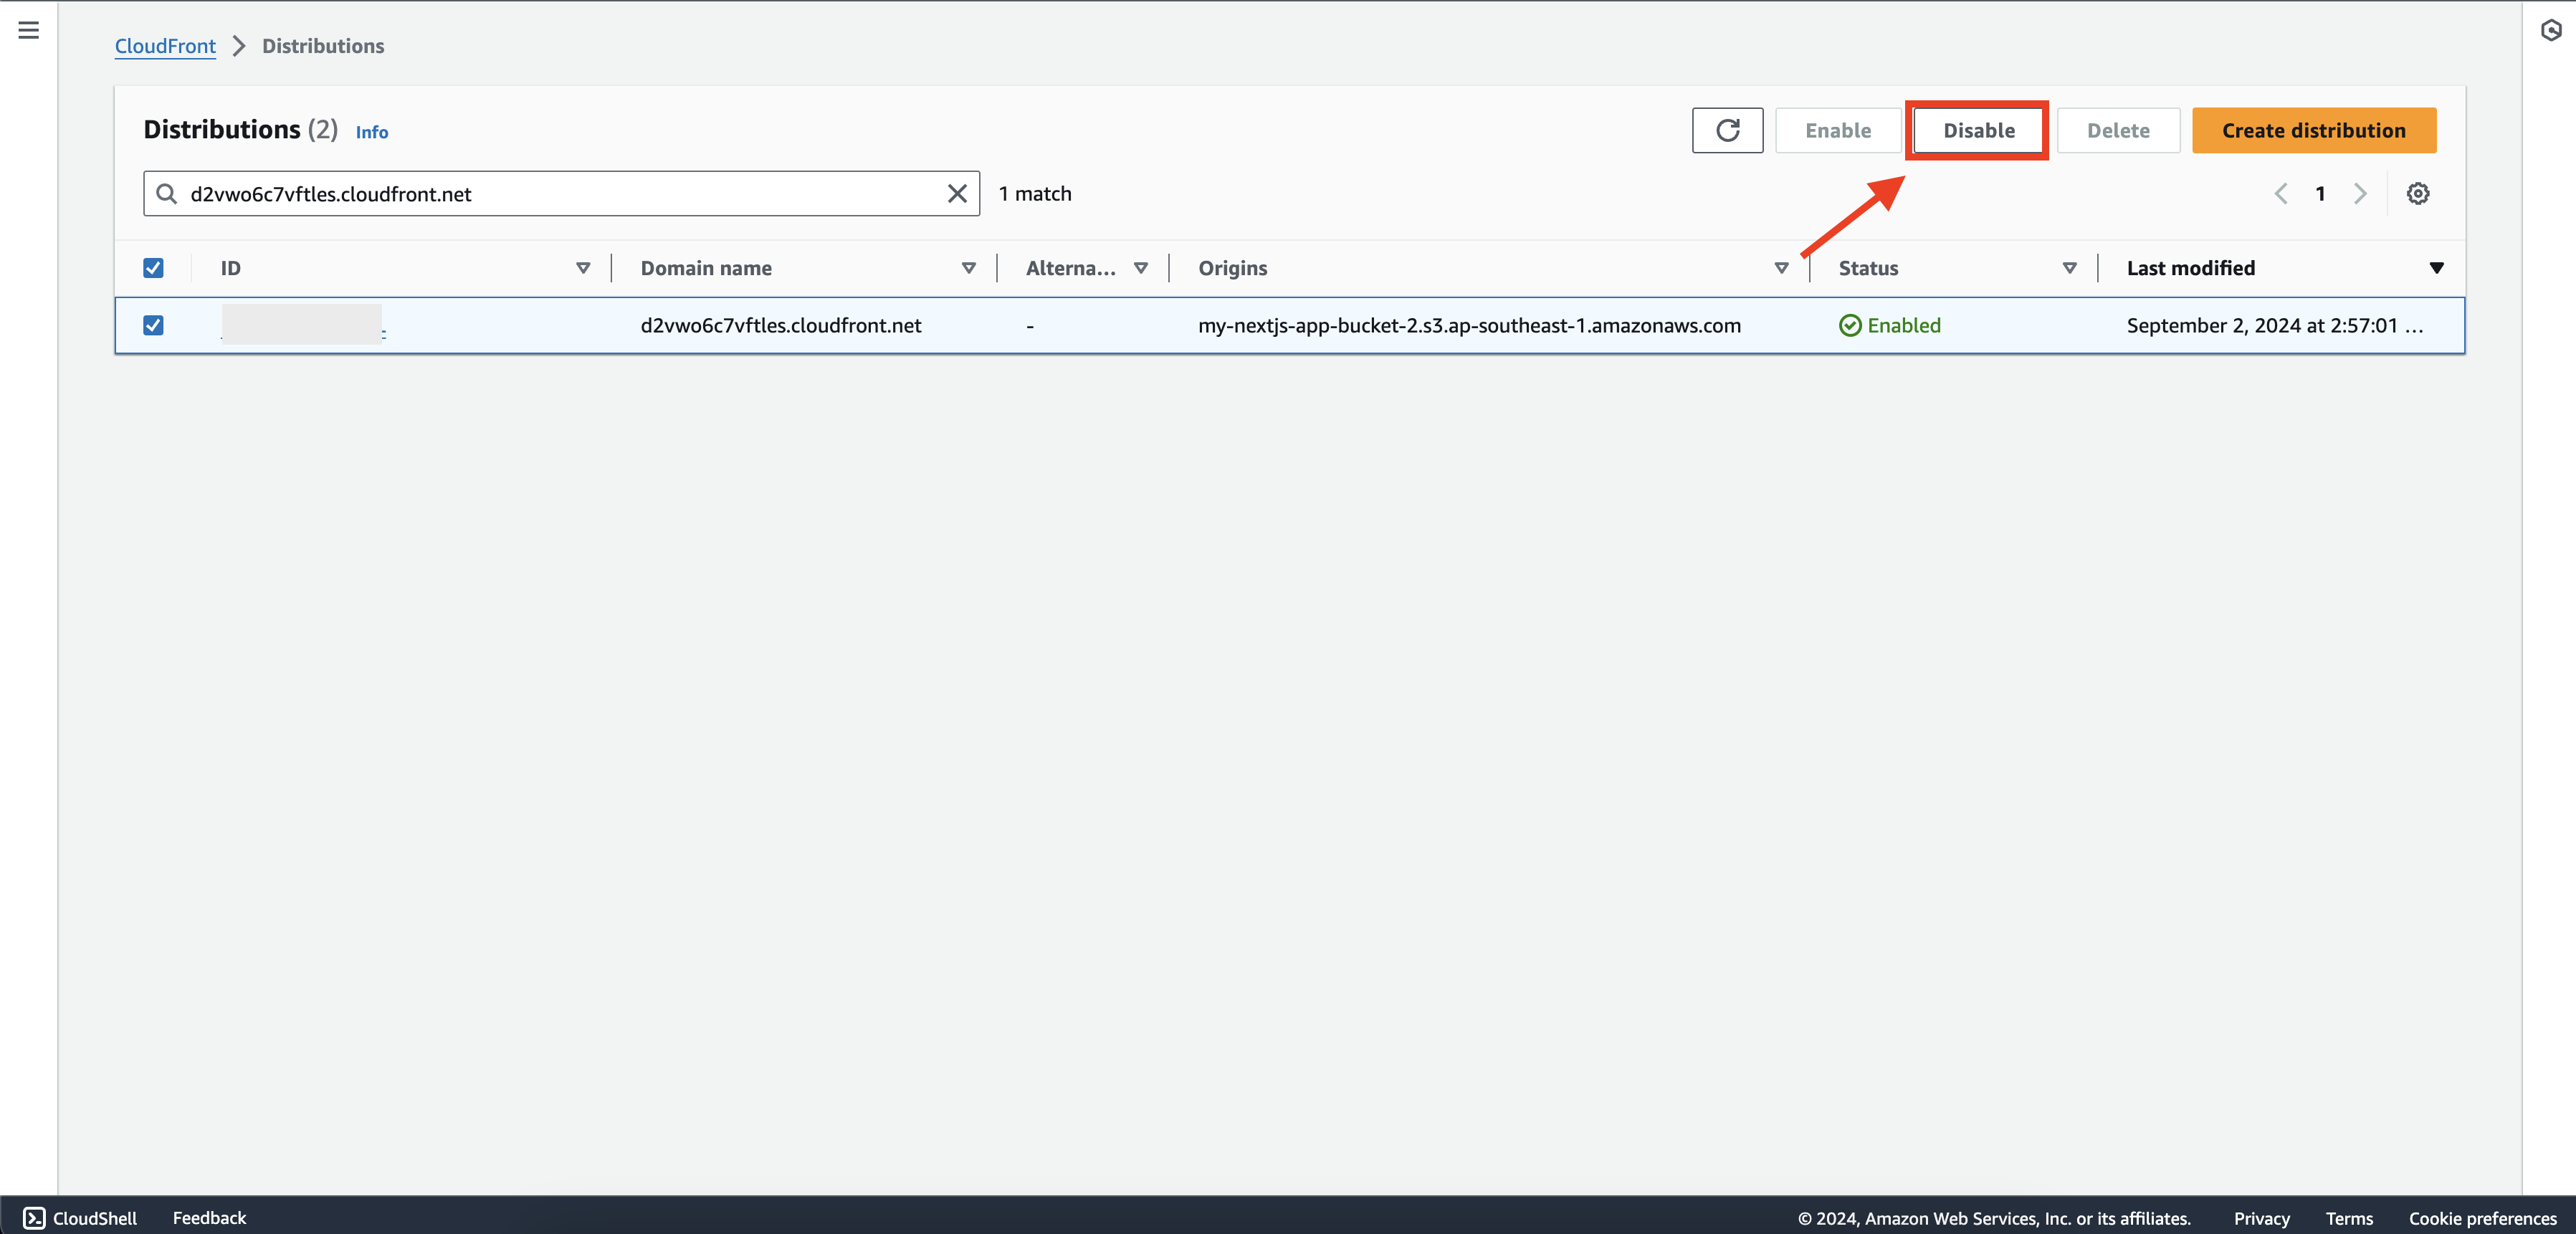 CloudFront > Distributions
Distributions (2) Info
Enable Disable Delete Create distribution
d2vwo6c7vftles.cloudfront.net 1 match
1
ID Domain name Alterna... Origins Status Last modified
d2vwo6c7vftles.cloudfront.net - my-nextjs-app-bucket-2.s3.ap-southeast-1.amazonaws.com Enabled September 2, 2024 at 2:57:01 ...
CloudShell Feedback © 2024, Amazon Web Services, Inc. or its affiliates. Privacy Terms Cookie preferences